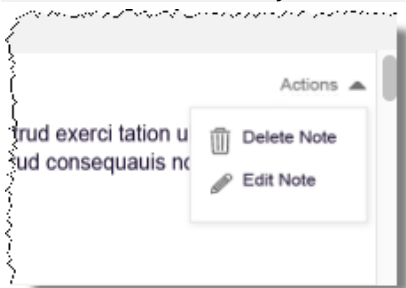 Actions
trud exerci tation u
Delete Note
ud consequauis no
Edit Note